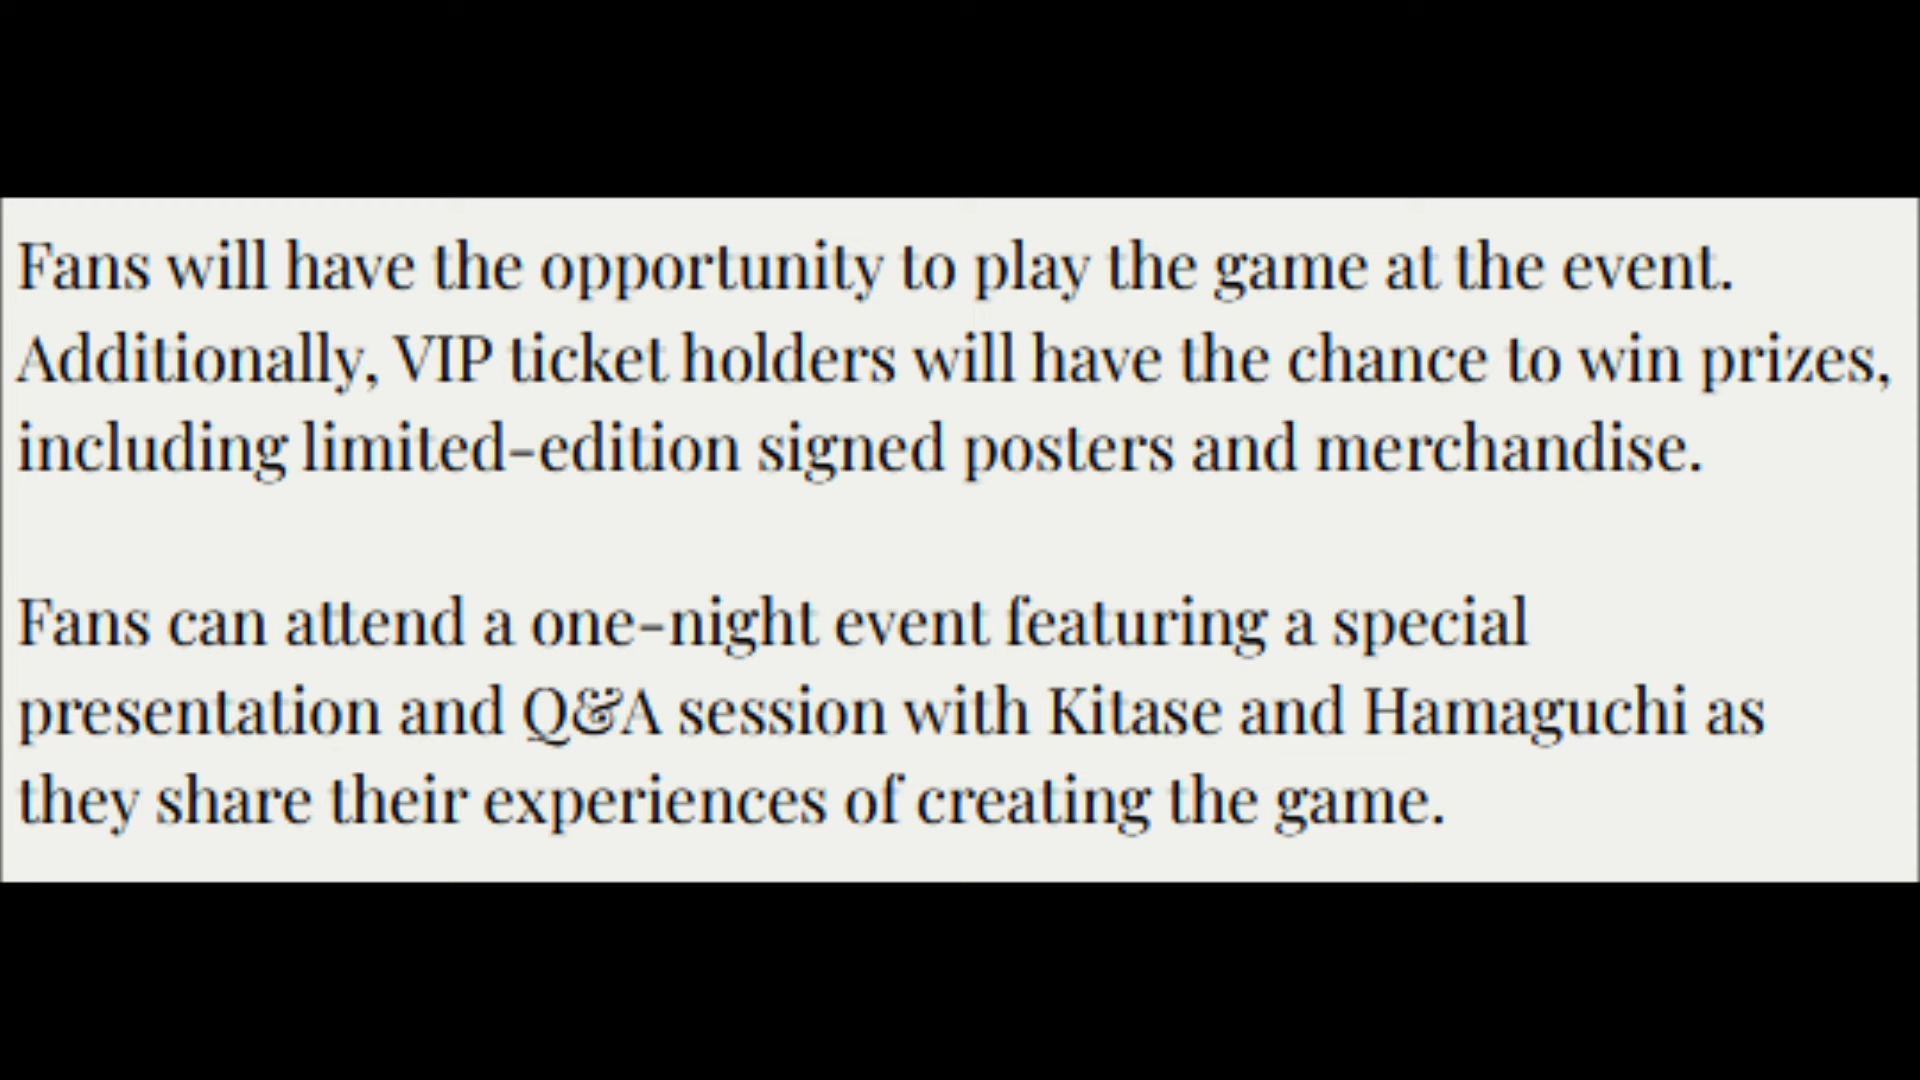 Fans will have the opportunity to play the game at the event.
Additionally, VIP ticket holders will have the chance to win prizes,
including limited-edition signed posters and merchandise.
Fans can attend a one-night event featuring a special
presentation and Q&A session with Kitase and Hamaguchi as
they share their experiences of creating the game.